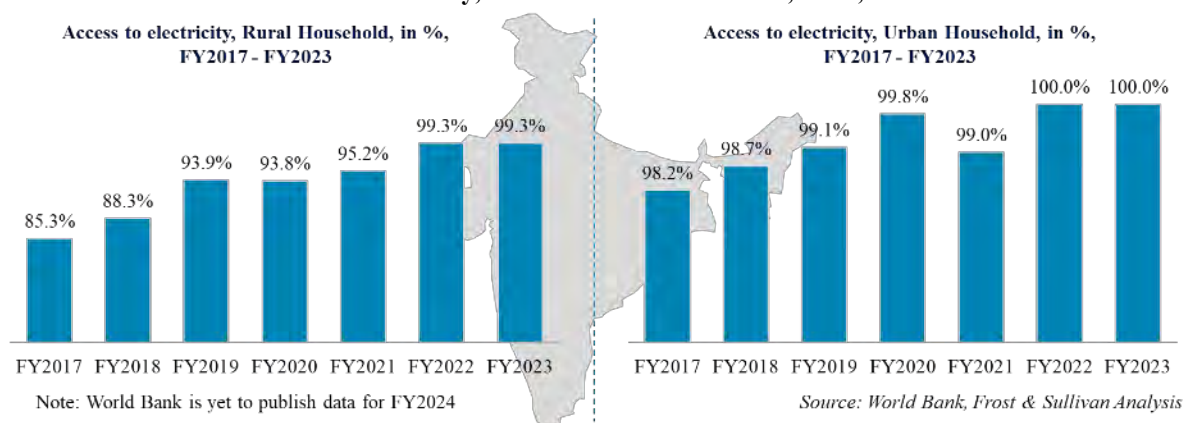 Access to electricity, Rural Household, in %,
FY2017 - FY2023
85.3%
88.3%
93.9%
93.8%
95.2%
99.3%
99.3%
FY2017 FY2018 FY2019 FY2020 FY2021 FY2022 FY2023
Note: World Bank is yet to publish data for FY2024
Access to electricity, Urban Household, in %,
FY2017 - FY2023
98.2%
98.7%
99.1%
99.8%
99.0%
100.0%
100.0%
FY2017 FY2018 FY2019 FY2020 FY2021 FY2022 FY2023
Source: World Bank, Frost & Sullivan Analysis